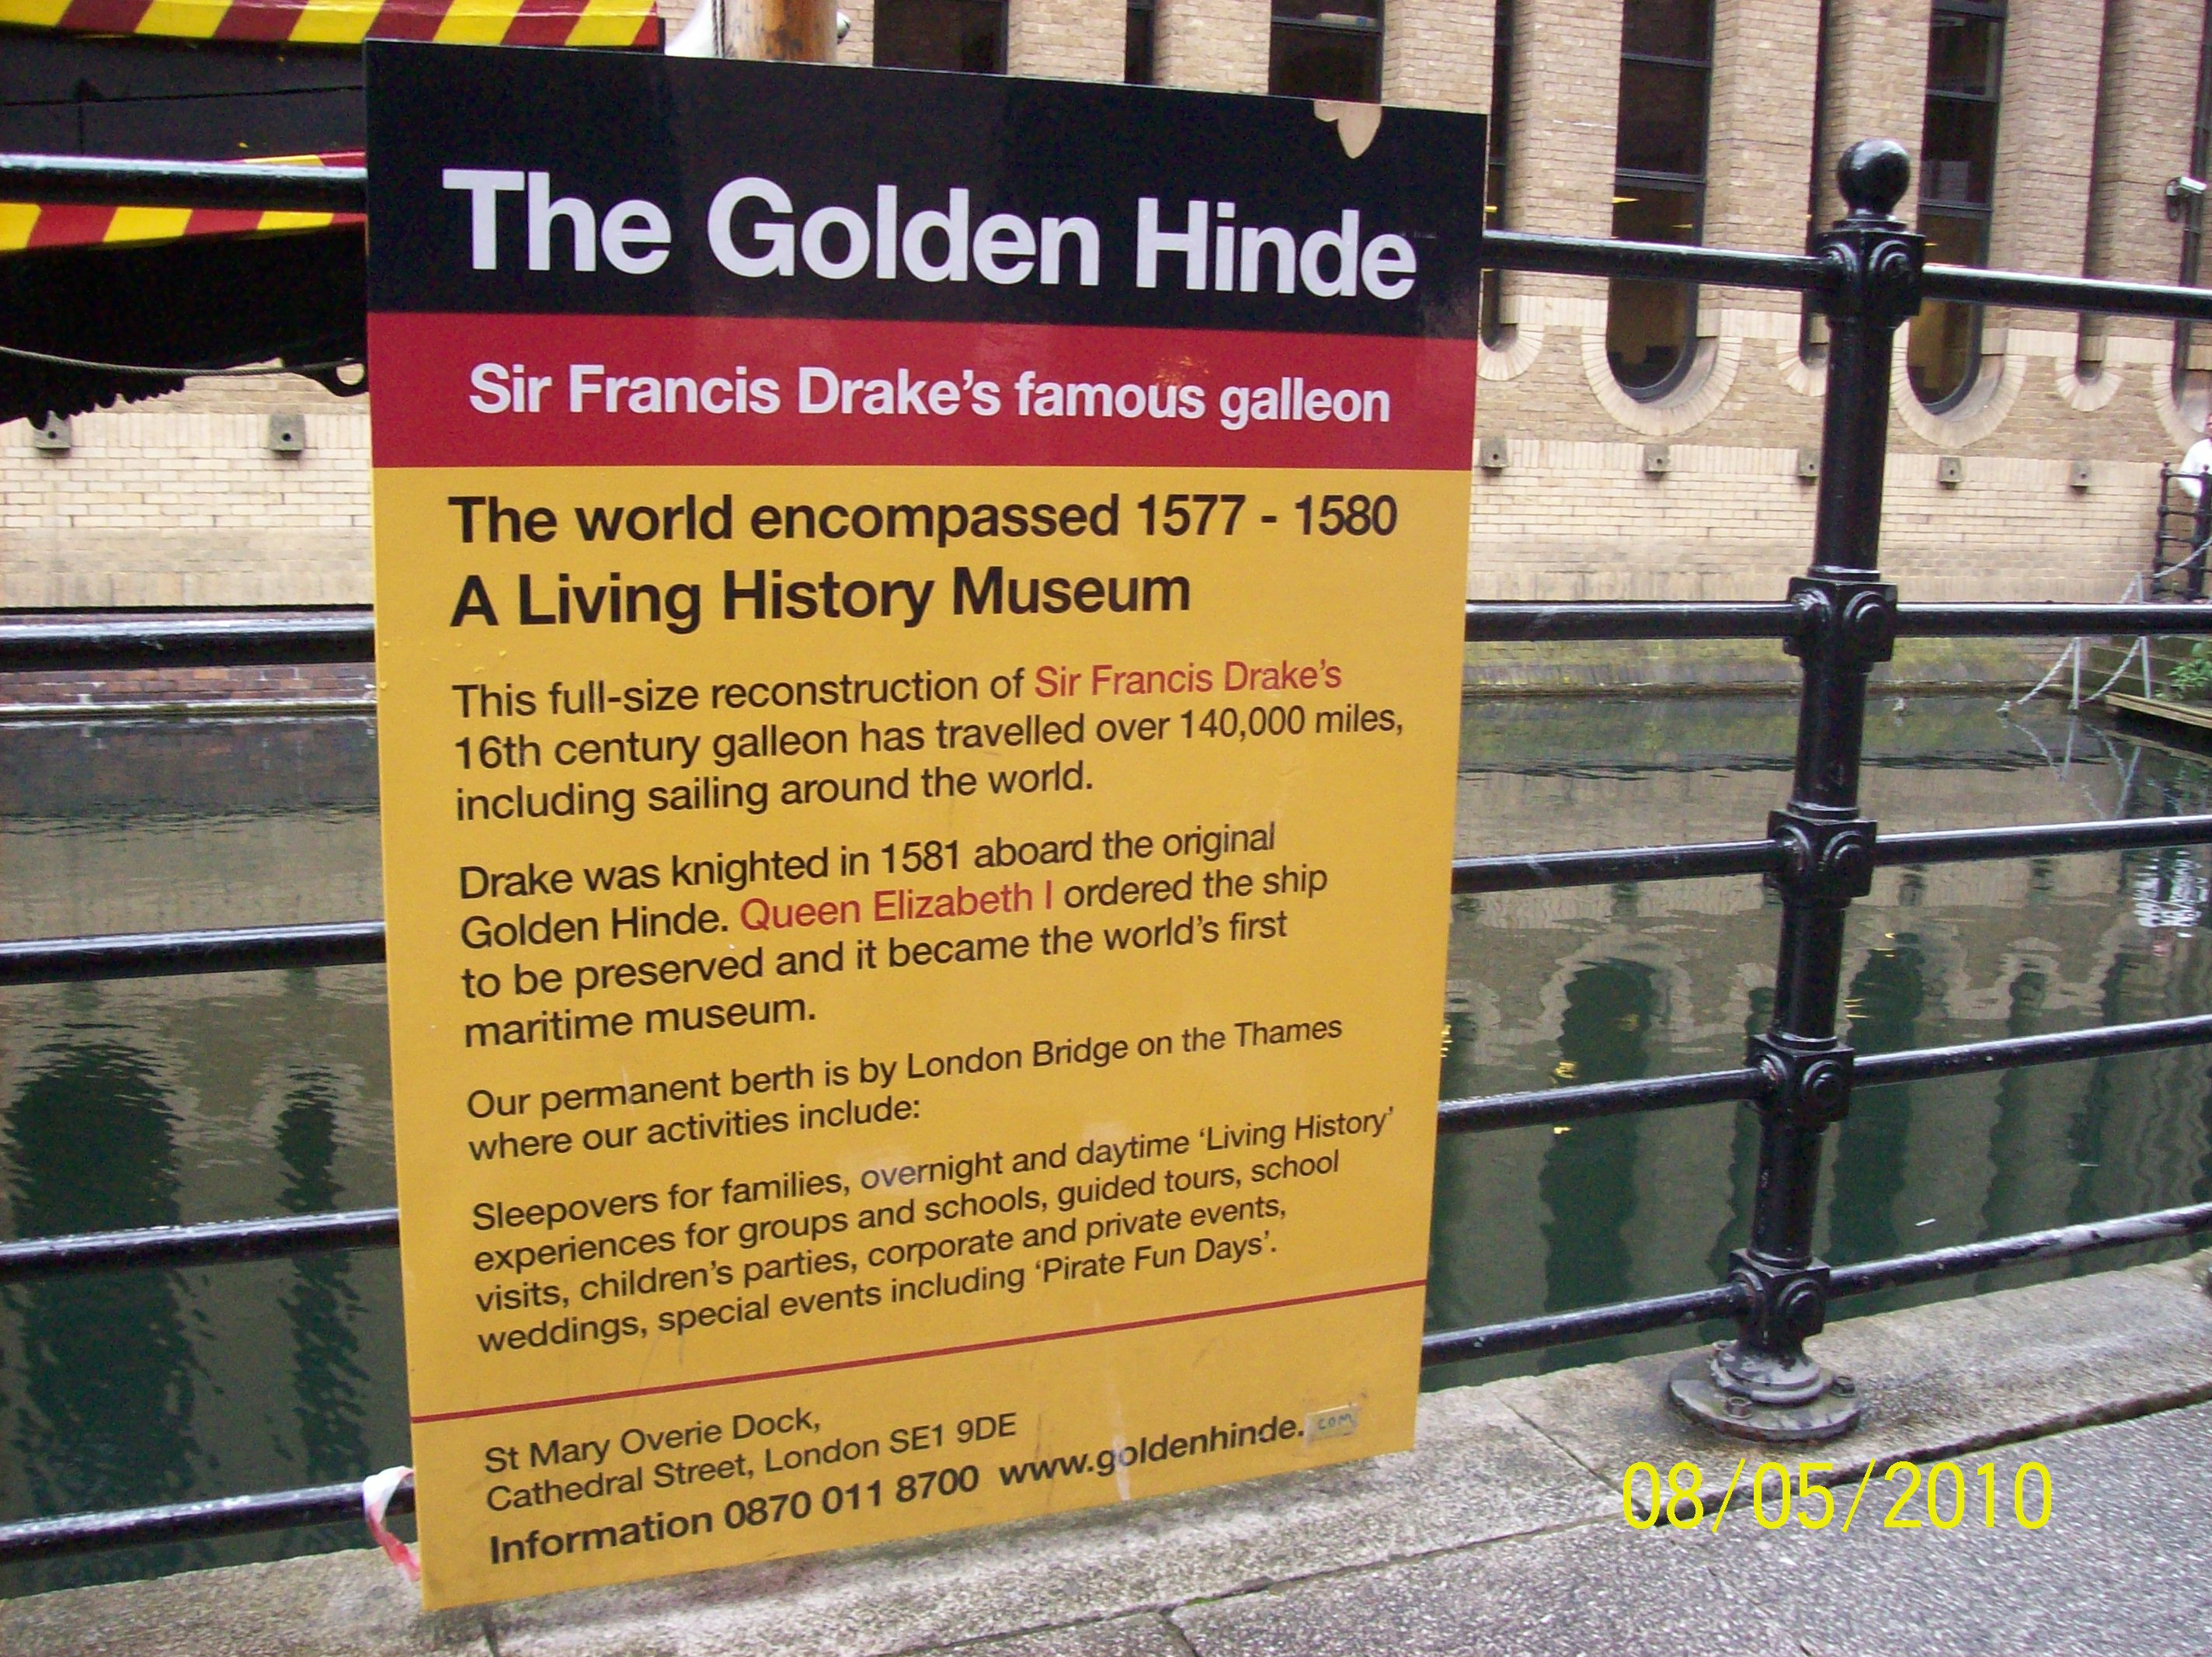 The Golden Hinde
Sir Francis Drake's famous galleon
The world encompassed 1577 - 1580
A Living History Museum
This full-size reconstruction of Sir Francis Drake's
16th century galleon has travelled over 140,000 miles,
including sailing around the world.
Drake was knighted in 1581 aboard the original
Golden Hinde. Queen Elizabeth I ordered the ship
to be preserved and it became the world's first
maritime museum.
Our permanent berth is by London Bridge on the Thames
where our activities include:
Sleepovers for families, overnight and daytime 'Living History'
experiences for groups and schools, guided tours, school
visits, children's parties, corporate and private events,
weddings, special events including 'Pirate Fun Days'.
St Mary Overie Dock,
Cathedral Street, London SE1 9DE
Information 0870 011 8700 www.goldenhinde.com
08/05/2010